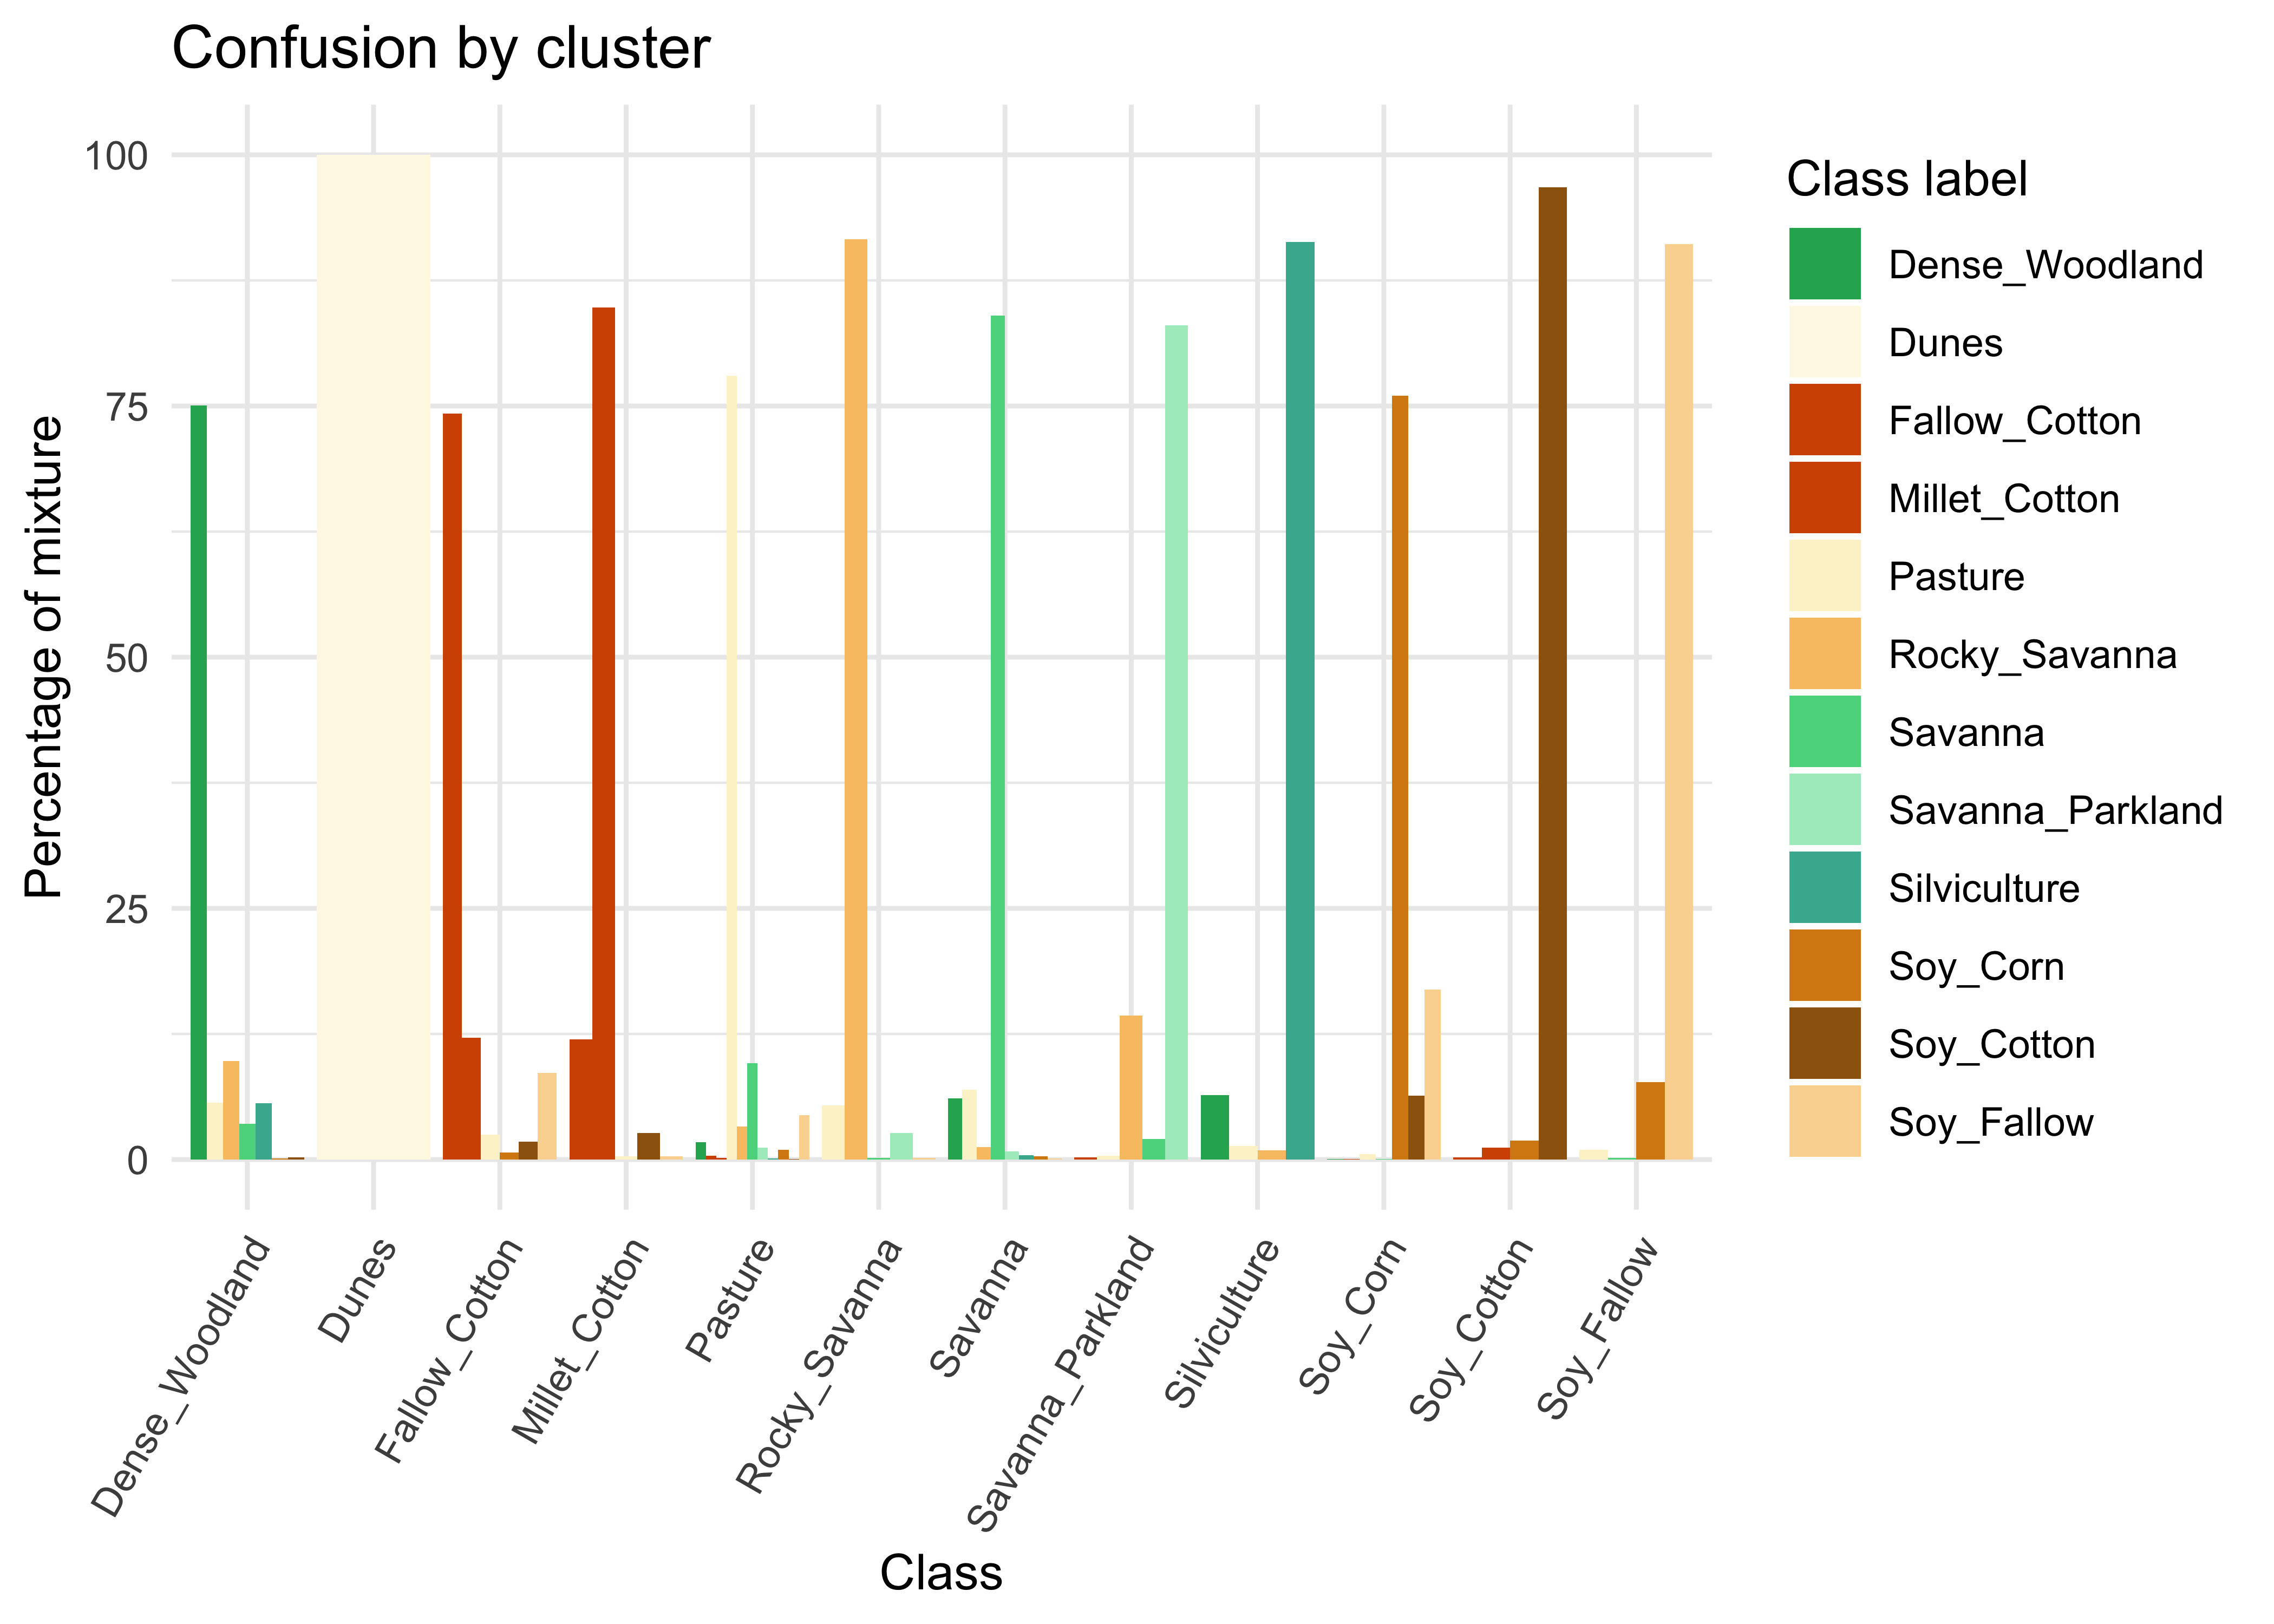 Confusion by cluster
Percentage of mixture
100
75
50
25
0
Dense_Woodland
Dunes
Fallow_Cotton
Millet_Cotton
Pasture
Rocky_Savanna
Savanna
Savanna_Parkland
Silviculture
Soy_Corn
Soy_Cotton
Soy_Fallow
Class
Class label
Dense_Woodland
Dunes
Fallow_Cotton
Millet_Cotton
Pasture
Rocky_Savanna
Savanna
Savanna_Parkland
Silviculture
Soy_Corn
Soy_Cotton
Soy_Fallow